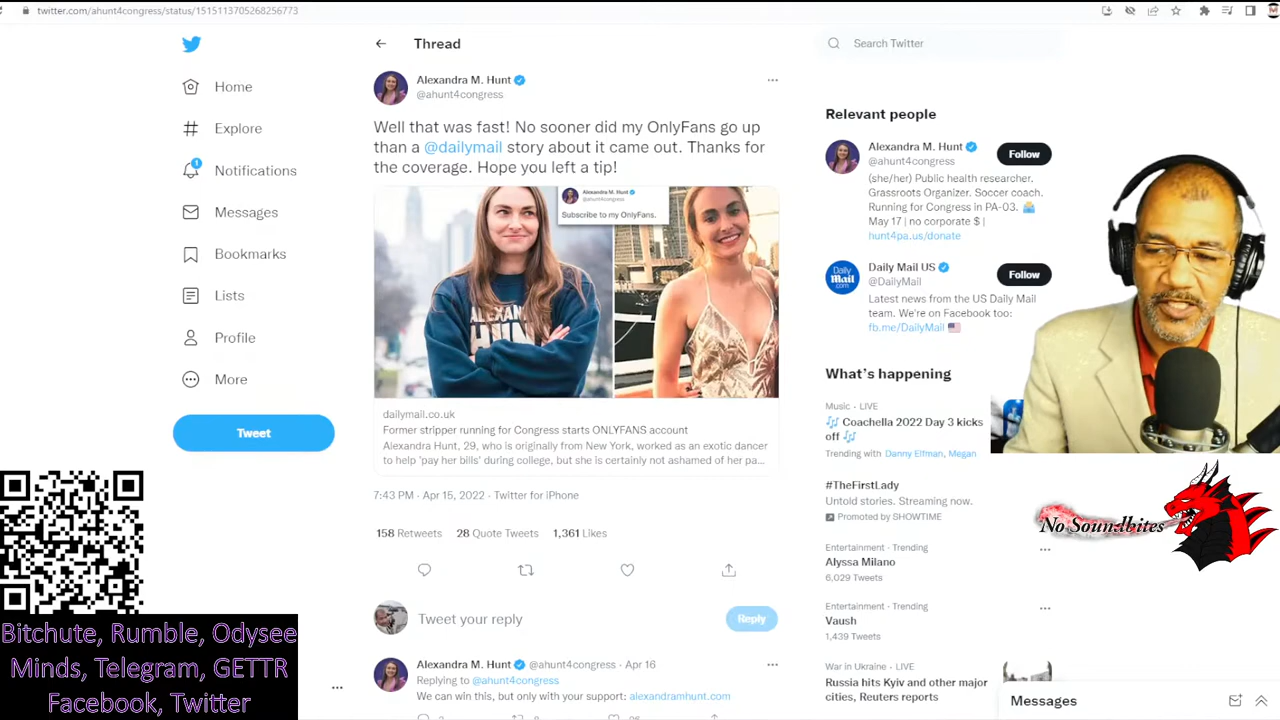 twitter.com/ahunt4congress/status/1515113705268256773
Home
Explore
1
Notifications
Messages
Bookmarks
Lists
Profile
More
Tweet
Bitchute, Rumble, Odysee
Minds, Telegram, GETTR
Facebook, Twitter
Thread
Alexandra M. Hunt
@ahunt4congress
Well that was fast! No sooner did my OnlyFans go up
than a @dailymail story about it came out. Thanks for
the coverage. Hope you left a tip!
Alexandra M. Hunt
@ahunt4congress
Subscribe to my OnlyFans.
dailymail.co.uk
Former stripper running for Congress starts ONLYFANS account
Alexandra Hunt, 29, who is originally from New York, worked as an exotic dancer
to help 'pay her bills' during college, but she is certainly not ashamed of her pa...
7:43 PM · Apr 15, 2022 · Twitter for iPhone
158 Retweets 28 Quote Tweets 1,361 Likes
Tweet your reply
Reply
Alexandra M. Hunt @ahunt4congress · Apr 16
Replying to @ahunt4congress
We can win this, but only with your support: alexandramhunt.com
Search Twitter
Relevant people
Alexandra M. Hunt
@ahunt4congress
Follow
(she/her) Public health researcher.
Grassroots Organizer. Soccer coach.
Running for Congress in PA-03.
May 17 | no corporate $ |
hunt4pa.us/donate
Daily Mail US
@DailyMail
Follow
Daily
Mail
.com
Latest news from the US Daily Mail
team. We're on Facebook too:
fb.me/DailyMail
What's happening
Music · LIVE
Coachella 2022 Day 3 kicks
off
Trending with Danny Elfman, Megan
#TheFirstLady
Untold stories. Streaming now.
Promoted by SHOWTIME
Entertainment · Trending
Alyssa Milano
6,029 Tweets
Entertainment · Trending
Vaush
1,439 Tweets
War in Ukraine · LIVE
Russia hits Kyiv and other major
cities, Reuters reports
No Soundbites
Messages